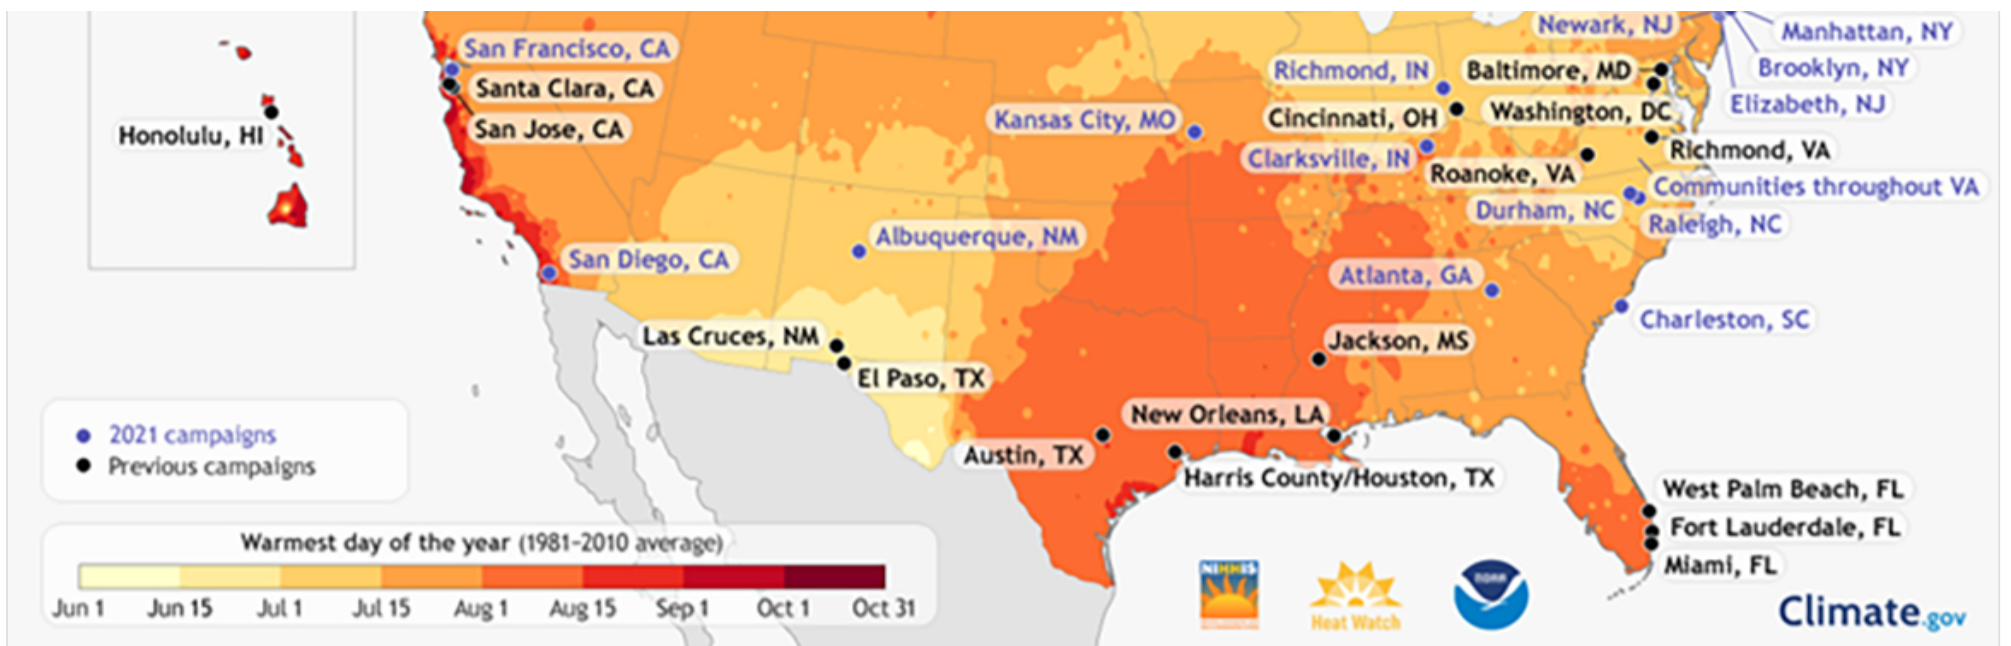 Newark, NJ
Manhattan, NY
San Francisco, CA
Richmond, IN
Baltimore, MD
Brooklyn, NY
Santa Clara, CA
Elizabeth, NJ
Kansas City, MO
Cincinnati, OH
Washington, DC
Honolulu, HI
San Jose, CA
Clarksville, IN
Richmond, VA
Roanoke, VA
Communities throughout VA
Durham, NC
Raleigh, NC
Albuquerque, NM
San Diego, CA
Atlanta, GA
Charleston, SC
Las Cruces, NM
Jackson, MS
El Paso, TX
New Orleans, LA
Austin, TX
Harris County/Houston, TX
West Palm Beach, FL
Fort Lauderdale, FL
Miami, FL
2021 campaigns
Previous campaigns
Warmest day of the year (1981-2010 average)
Jun 1 Jun 15 Jul 1 Jul 15 Aug 1 Aug 15 Sep 1 Oct 1 Oct 31
NIHHIS
Heat Watch
NOAA
Climate.gov